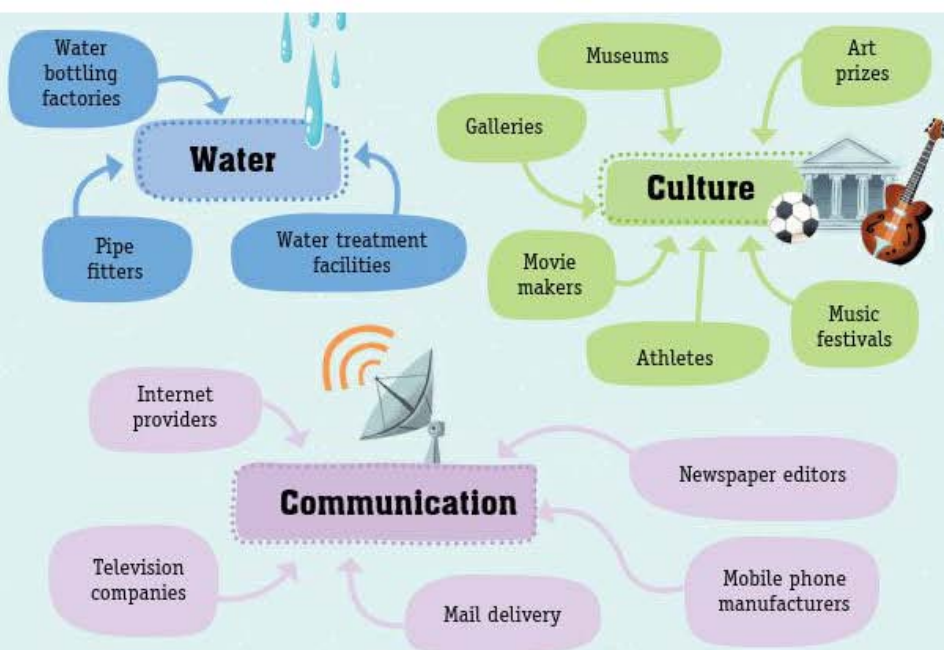 Water
bottling
factories
Water
Pipe
fitters
Water treatment
facilities
Museums
Art
prizes
Galleries
Culture
Movie
makers
Athletes
Music
festivals
Internet
providers
Communication
Newspaper editors
Television
companies
Mail delivery
Mobile phone
manufacturers